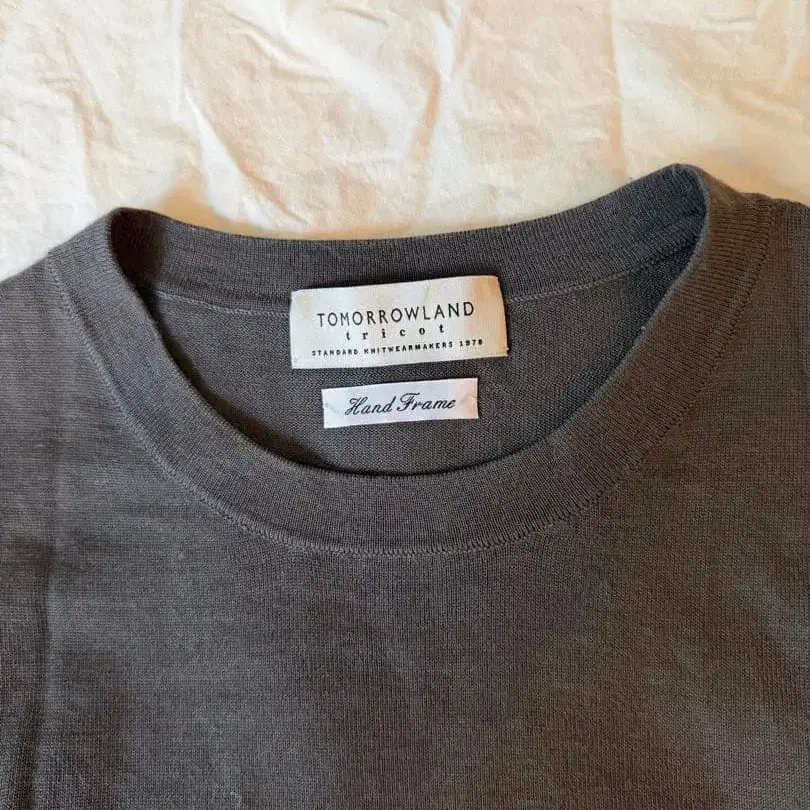 TOMORROWLAND
tricot
STANDARD KNITWEARMAKERS 1978
Hand Frame